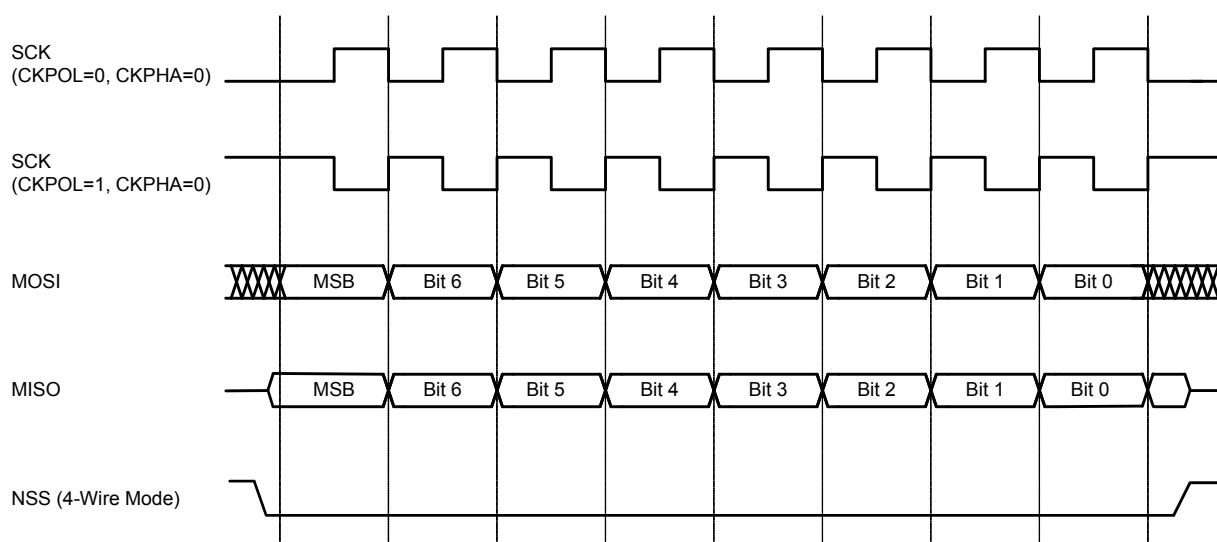 SCK
(CKPOL=0, CKPHA=0)
SCK
(CKPOL=1, CKPHA=0)
MOSI
MSB Bit 6 Bit 5 Bit 4 Bit 3 Bit 2 Bit 1 Bit 0
MISO
MSB Bit 6 Bit 5 Bit 4 Bit 3 Bit 2 Bit 1 Bit 0
NSS (4-Wire Mode)